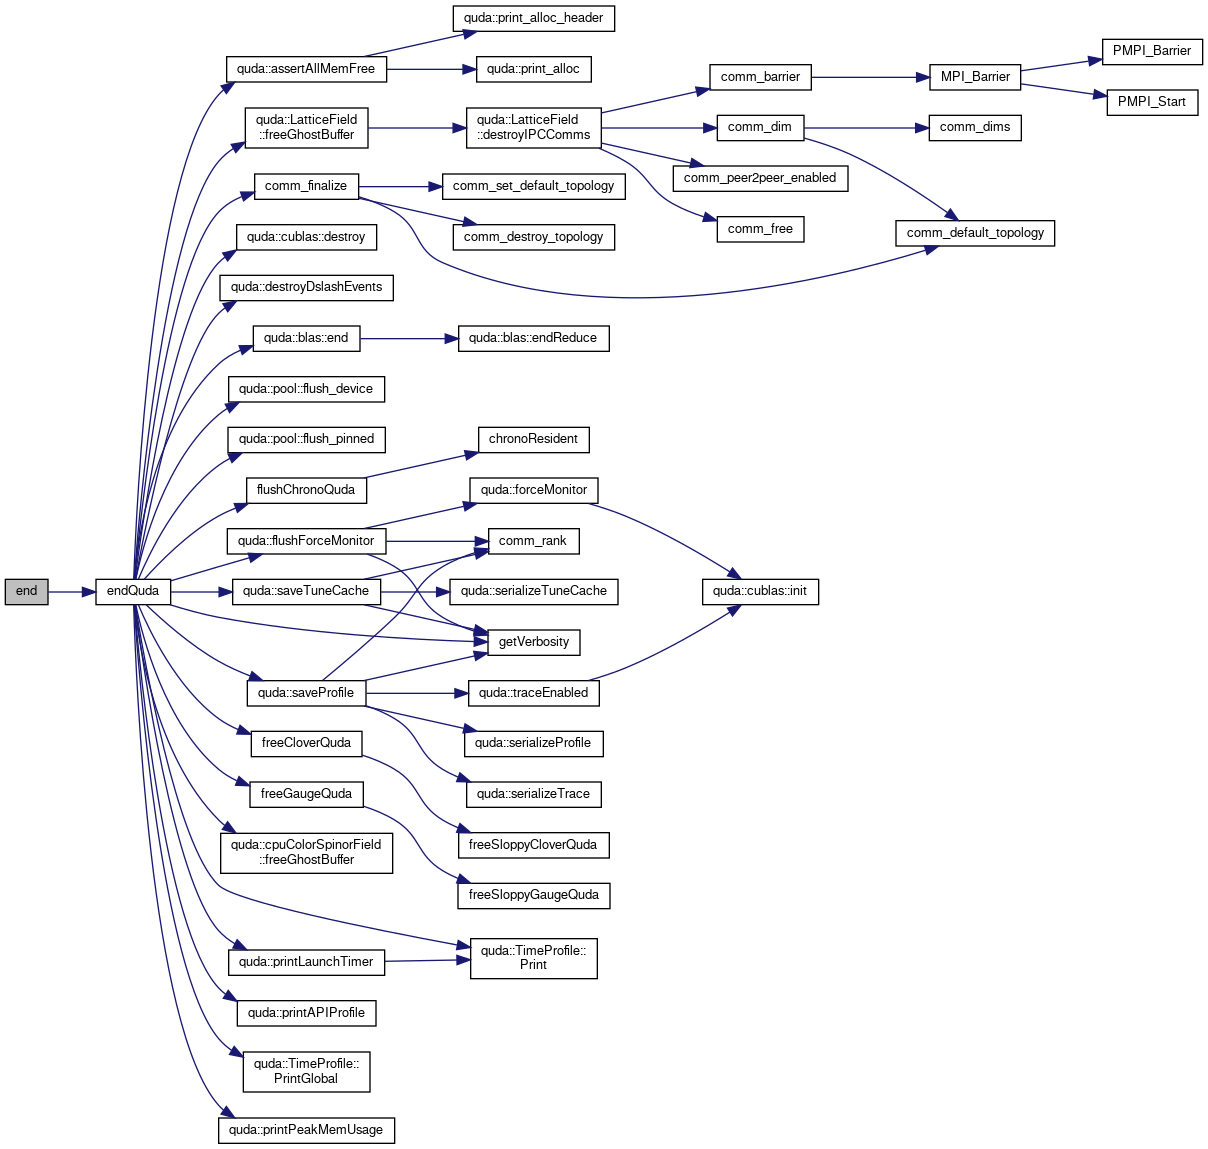 end
endQuda
quda::assertAllMemFree
quda::print_alloc_header
quda::print_alloc
quda::LatticeField
::freeGhostBuffer
quda::LatticeField
::destroyIPCComms
comm_barrier
MPI_Barrier
PMPI_Barrier
PMPI_Start
comm_dim
comm_dims
comm_peer2peer_enabled
comm_free
comm_default_topology
comm_finalize
comm_set_default_topology
comm_destroy_topology
quda::cublas::destroy
quda::destroyDslashEvents
quda::blas::end
quda::blas::endReduce
quda::pool::flush_device
quda::pool::flush_pinned
flushChronoQuda
chronoResident
quda::flushForceMonitor
quda::forceMonitor
comm_rank
quda::cublas::init
quda::saveTuneCache
quda::serializeTuneCache
getVerbosity
quda::saveProfile
quda::traceEnabled
quda::serializeProfile
quda::serializeTrace
freeCloverQuda
freeSloppyCloverQuda
freeGaugeQuda
freeSloppyGaugeQuda
quda::cpuColorSpinorField
::freeGhostBuffer
quda::printLaunchTimer
quda::TimeProfile::
Print
quda::printAPIProfile
quda::TimeProfile::
PrintGlobal
quda::printPeakMemUsage